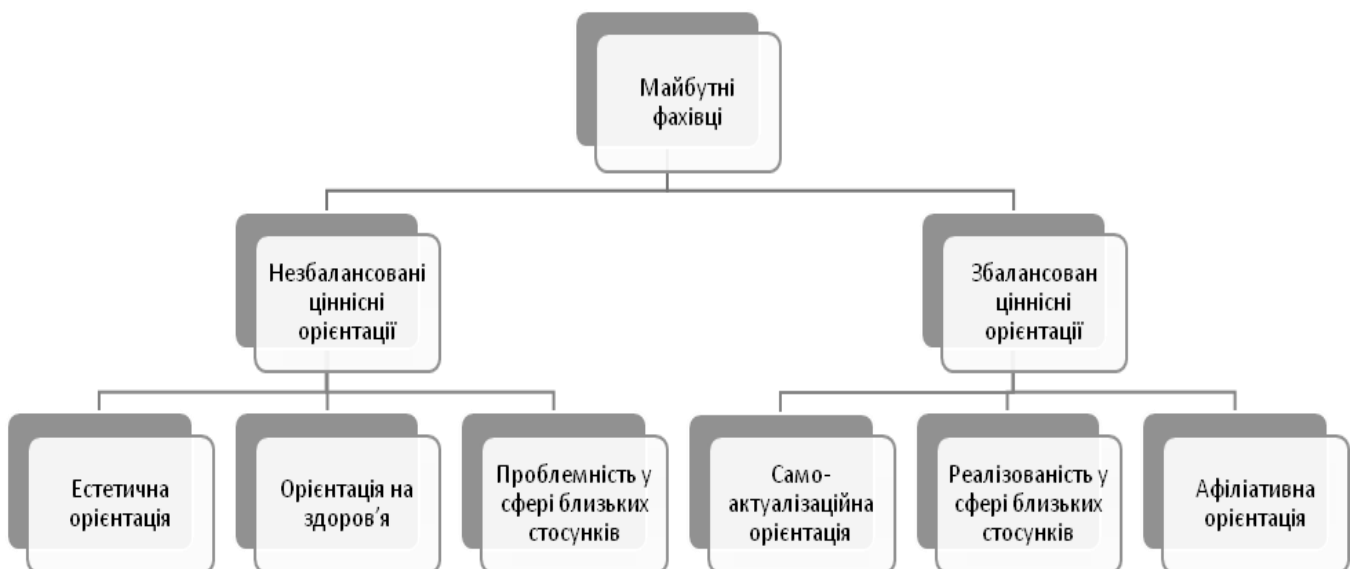 Майбутні
фахівці
Незбалансовані
ціннісні
орієнтації
Збалансован
ціннісні
орієнтації
Естетична
орієнтація
Орієнтація на
здоров’я
Проблемність у
сфері близьких
стосунків
Само-
актуалізаційна
орієнтація
Реалізованість у
сфері близьких
стосунків
Афіліативна
орієнтація